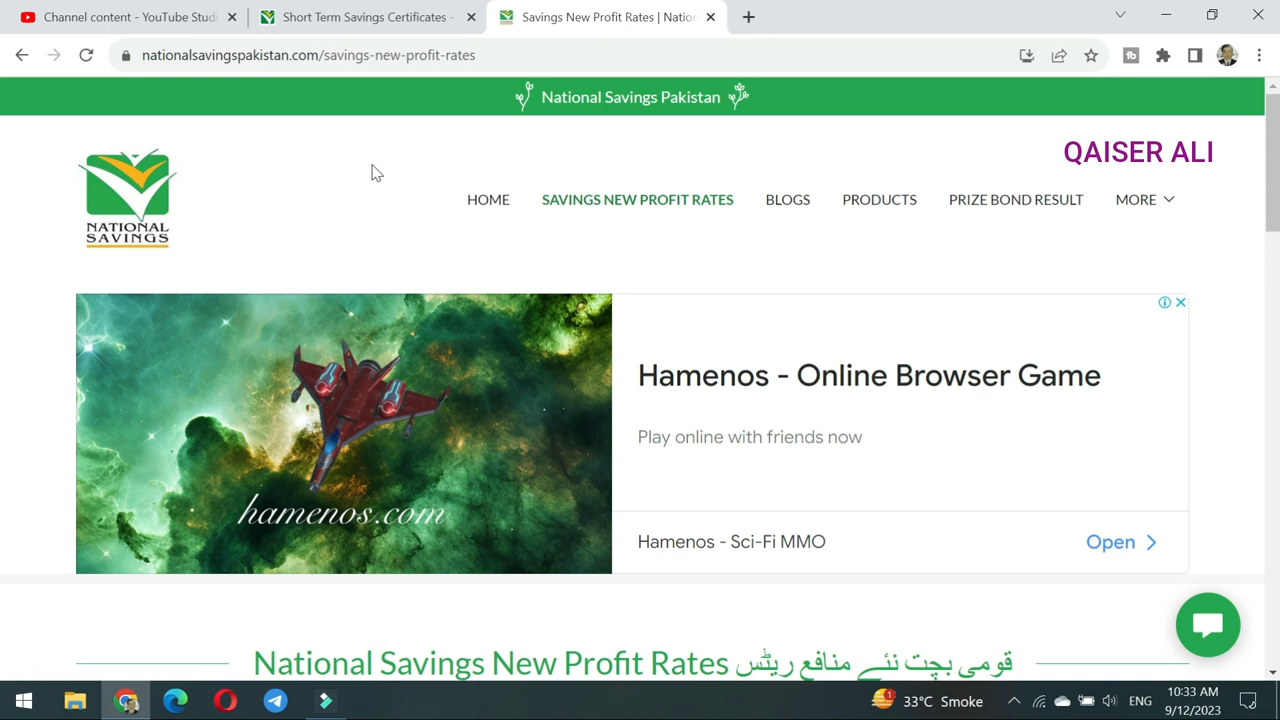 Channel content - YouTube Studi
Short Term Savings Certificates -
Savings New Profit Rates | Nation
nationalsavingspakistan.com/savings-new-profit-rates
National Savings Pakistan
QAISER ALI
NATIONAL
SAVINGS
HOME
SAVINGS NEW PROFIT RATES
BLOGS
PRODUCTS
PRIZE BOND RESULT
MORE
Hamenos - Online Browser Game
Play online with friends now
hamenos.com
Hamenos - Sci-Fi MMO
Open
National Savings New Profit Rates قومی بچت نئے منافع ریٹس
1
33°C Smoke
ENG
10:33 AM
9/12/2023